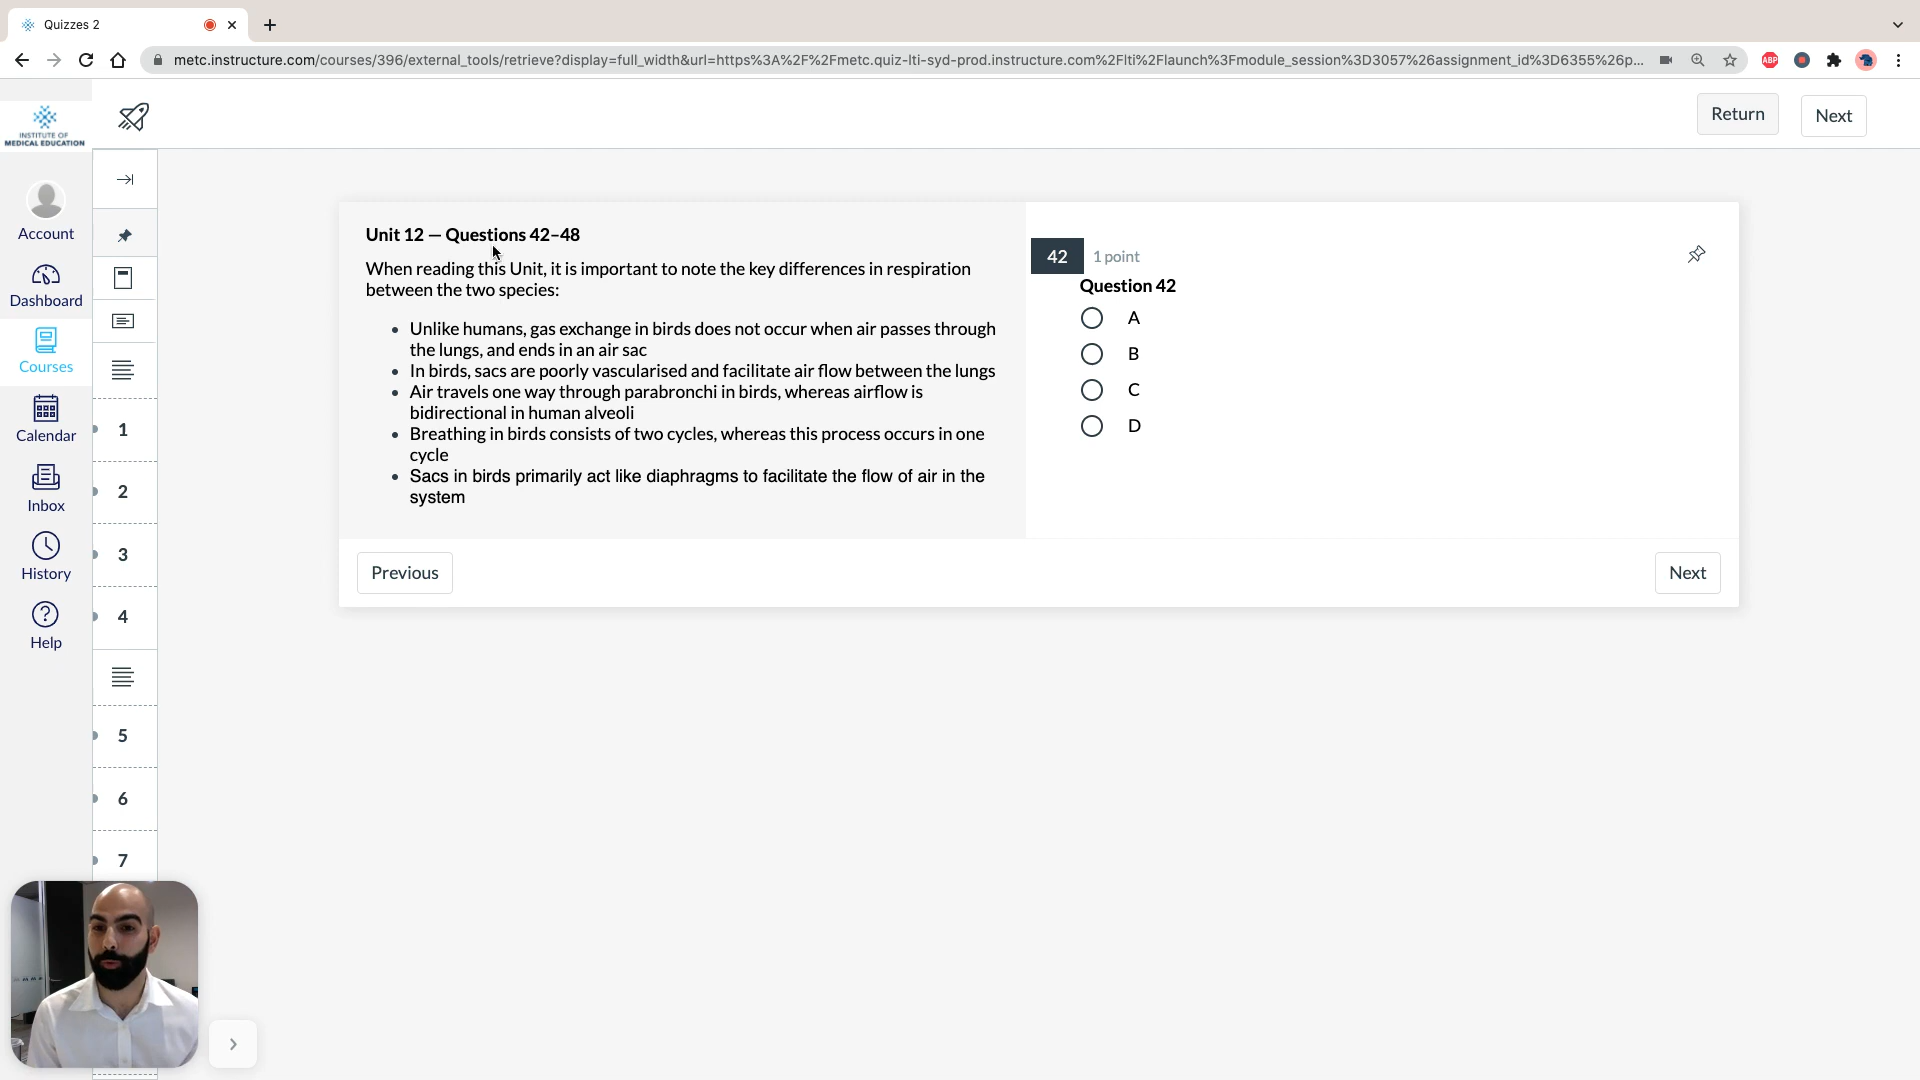 Quizzes 2
metc.instructure.com/courses/396/external_tools/retrieve?display=full_width&url=https%3A%2F%2Fmetc.quiz-lti-syd-prod.instructure.com%2Flti%2Flaunch%3Fmodule_session%3D3057%26assignment_id%3D6355%26p...
ABP
INSTITUTE OF
MEDICAL EDUCATION
Return
Next
Account
Dashboard
Courses
Calendar
Inbox
History
Help
1
2
3
4
5
6
7
Unit 12 — Questions 42–48
When reading this Unit, it is important to note the key differences in respiration
between the two species:
• Unlike humans, gas exchange in birds does not occur when air passes through
the lungs, and ends in an air sac
• In birds, sacs are poorly vascularised and facilitate air flow between the lungs
• Air travels one way through parabronchi in birds, whereas airflow is
bidirectional in human alveoli
• Breathing in birds consists of two cycles, whereas this process occurs in one
cycle
• Sacs in birds primarily act like diaphragms to facilitate the flow of air in the
system
42
1 point
Question 42
A
B
C
D
Previous
Next